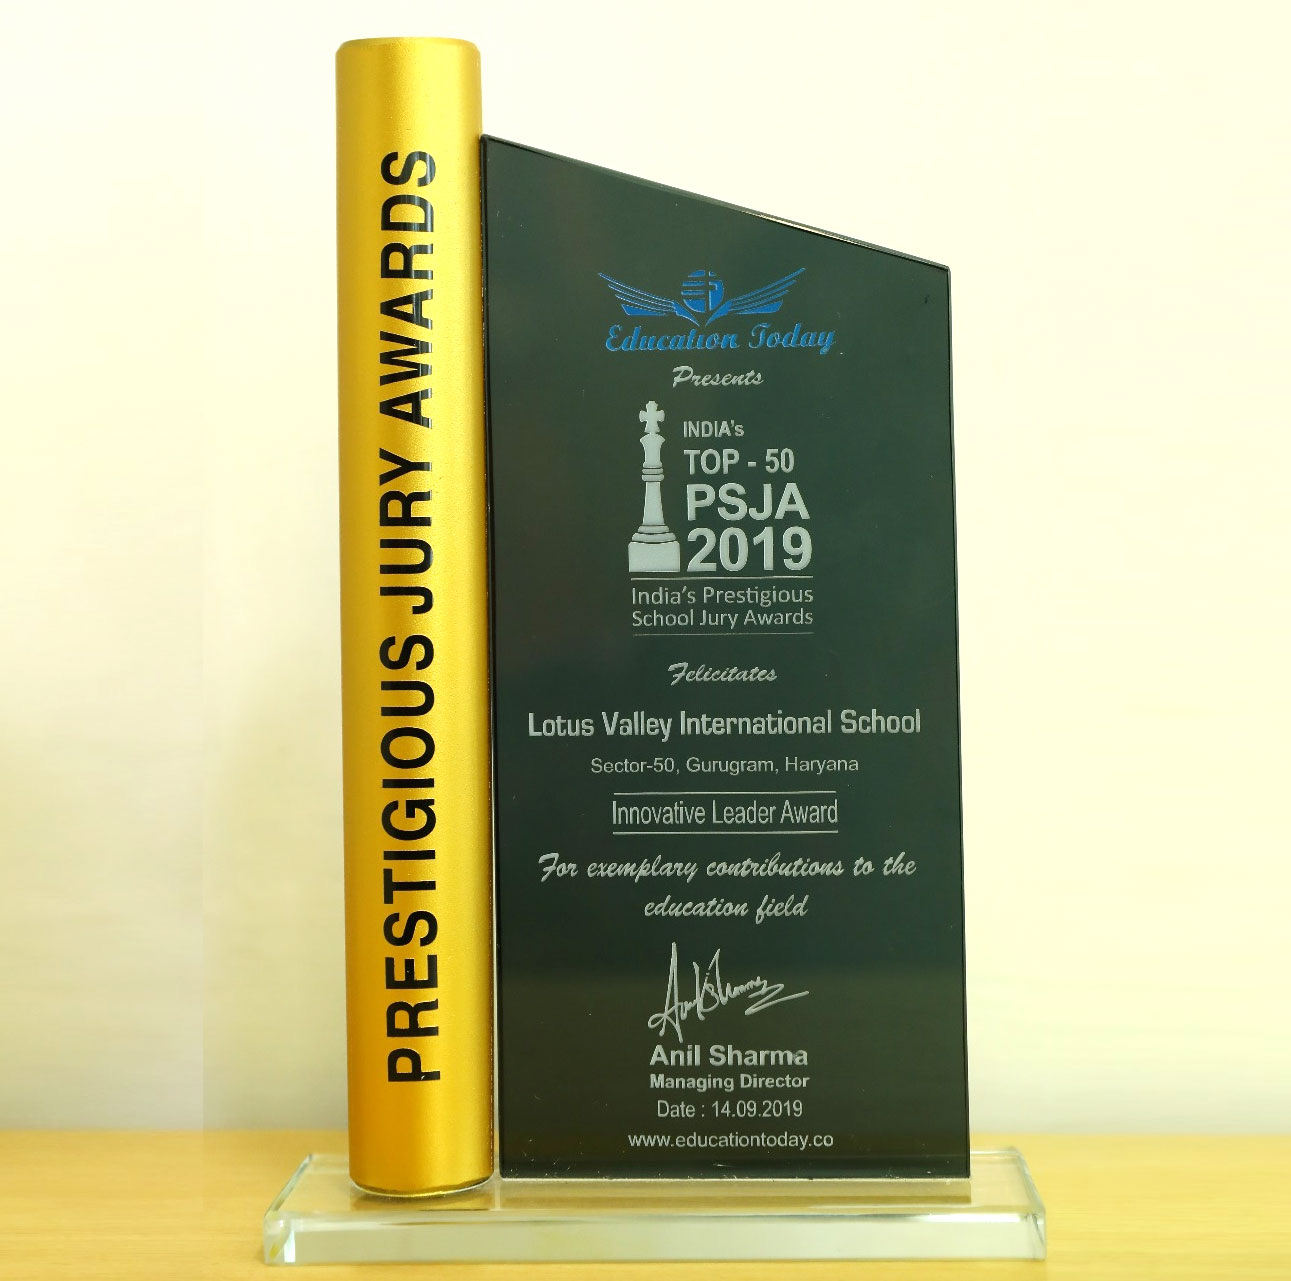 PRESTIGIOUS JURY AWARDS
Education Today
Presents
INDIA's
TOP - 50
PSJA
2019
India's Prestigious
School Jury Awards
Felicitates
Lotus Valley International School
Sector-50, Gurugram, Haryana
Innovative Leader Award
For exemplary contributions to the
education field
Anil Sharma
Anil Sharma
Managing Director
Date : 14.09.2019
www.educationtoday.co